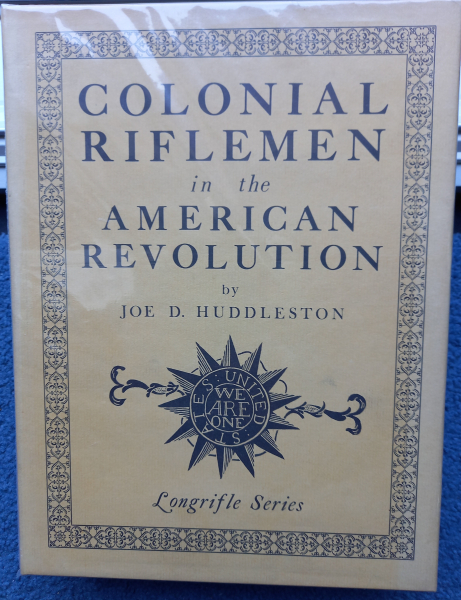 COLONIAL
RIFLEMEN
in the
AMERICAN
REVOLUTION
by
JOE D. HUDDLESTON
STATES: UNITED
WE
ARE
ONE
Longrifle Series